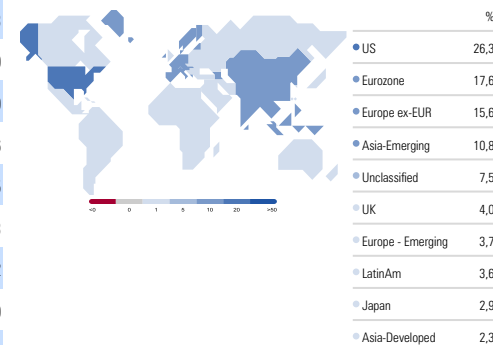 %
US 26,3
Eurozone 17,6
Europe ex-EUR 15,6
Asia-Emerging 10,8
Unclassified 7,5
UK 4,0
Europe - Emerging 3,7
LatinAm 3,6
Japan 2,9
Asia-Developed 2,3
<0 0 1 5 10 20 >50